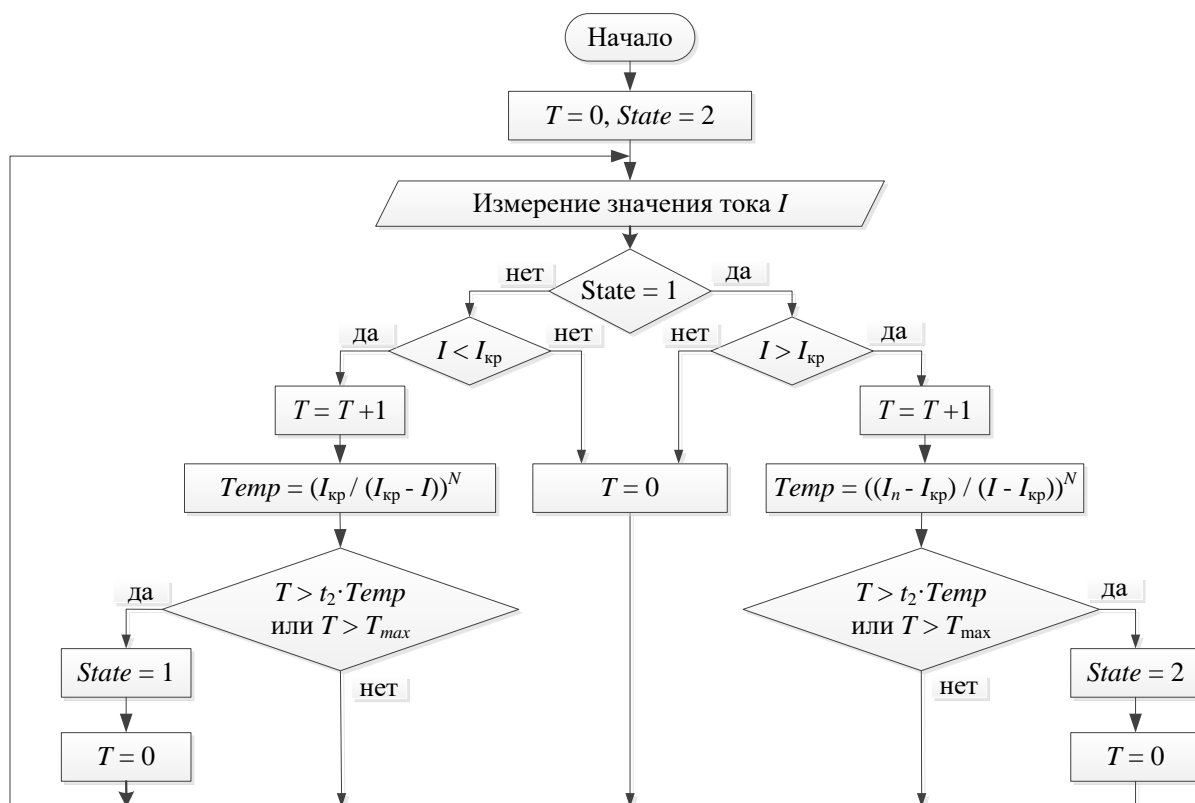 Начало
T = 0, State = 2
Измерение значения тока I
нет
да
State = 1
да
нет
нет
да
I < Iкр
I > Iкр
T = T +1
T = T +1
Temp = (Iкр / (Iкр - I))^N
T = 0
Temp = ((In - Iкр) / (I - Iкр))^N
да
T > t2·Temp
или T > Tmax
T > t2·Temp
или T > Tmax
да
State = 1
нет
нет
State = 2
T = 0
T = 0